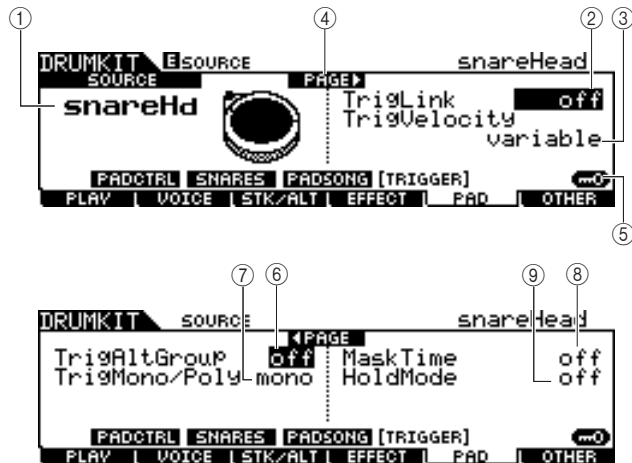 ① ④ ② ③
DRUMKIT E SOURCE snareHead
SOURCE PAGE▶
snareHd TrigLink off
TrigVelocity
variable
PADCTRL SNARES PADSONG [TRIGGER]
PLAY VOICE STK/ALT EFFECT PAD OTHER
⑤
⑦ ⑥ ⑨ ⑧
DRUMKIT SOURCE snareHead
◀PAGE
TrigAltGroup off MaskTime off
TrigMono/Poly mono HoldMode off
PADCTRL SNARES PADSONG [TRIGGER]
PLAY VOICE STK/ALT EFFECT PAD OTHER